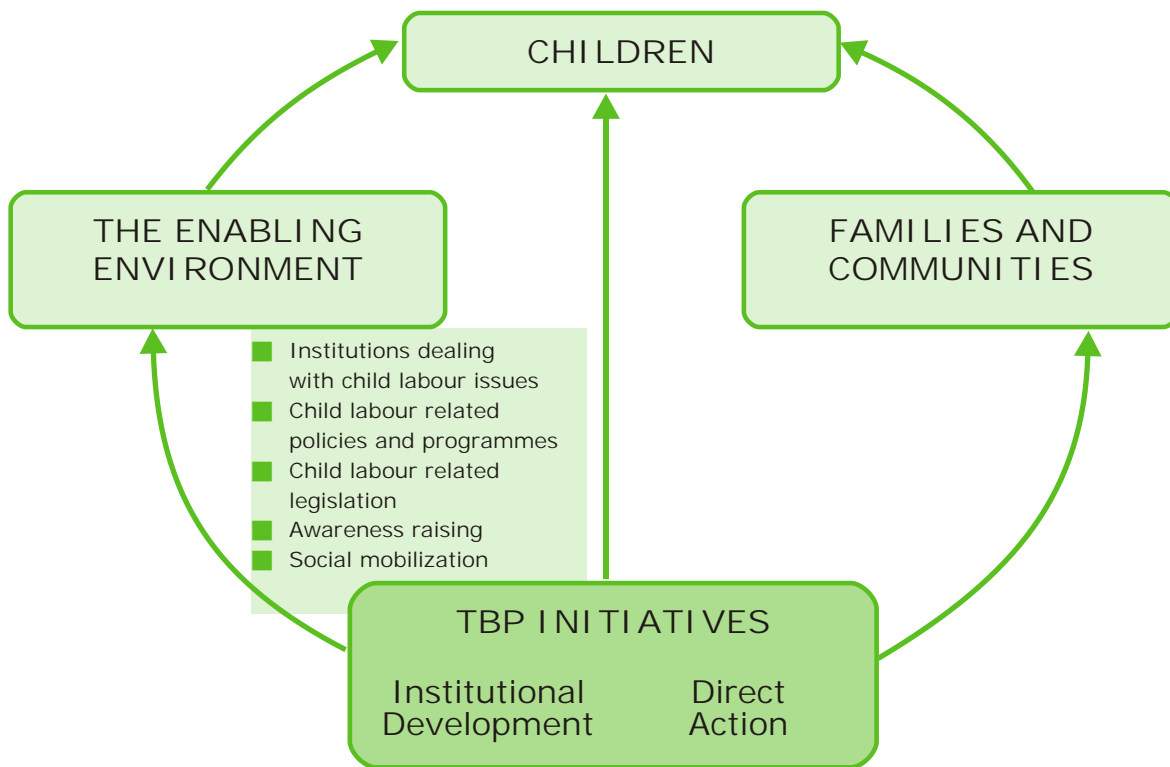 CHILDREN
THE ENABLING
ENVIRONMENT
FAMILIES AND
COMMUNITIES
Institutions dealing
with child labour issues
Child labour related
policies and programmes
Child labour related
legislation
Awareness raising
Social mobilization
TBP INITIATIVES
Institutional
Development
Direct
Action